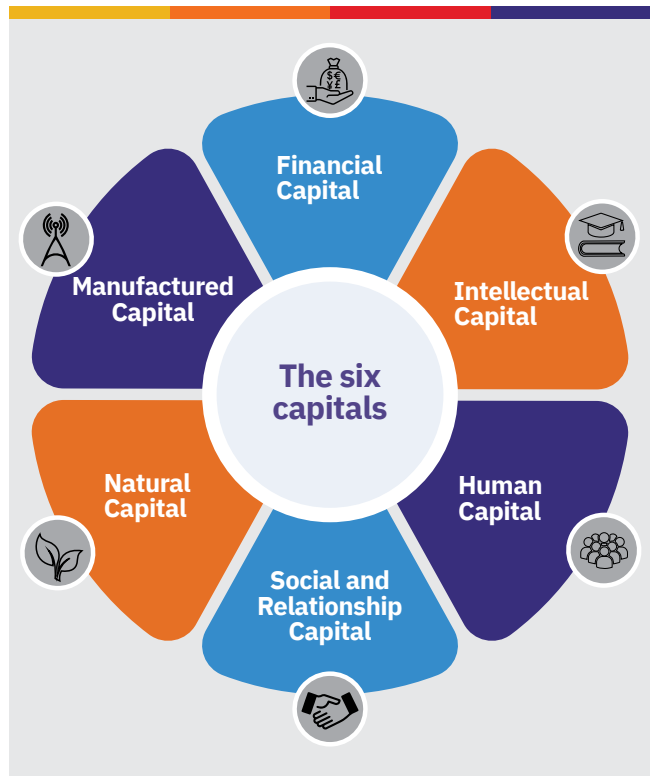 $€
¥£
Financial
Capital
Manufactured
Capital
Intellectual
Capital
The six
capitals
Natural
Capital
Human
Capital
Social and
Relationship
Capital